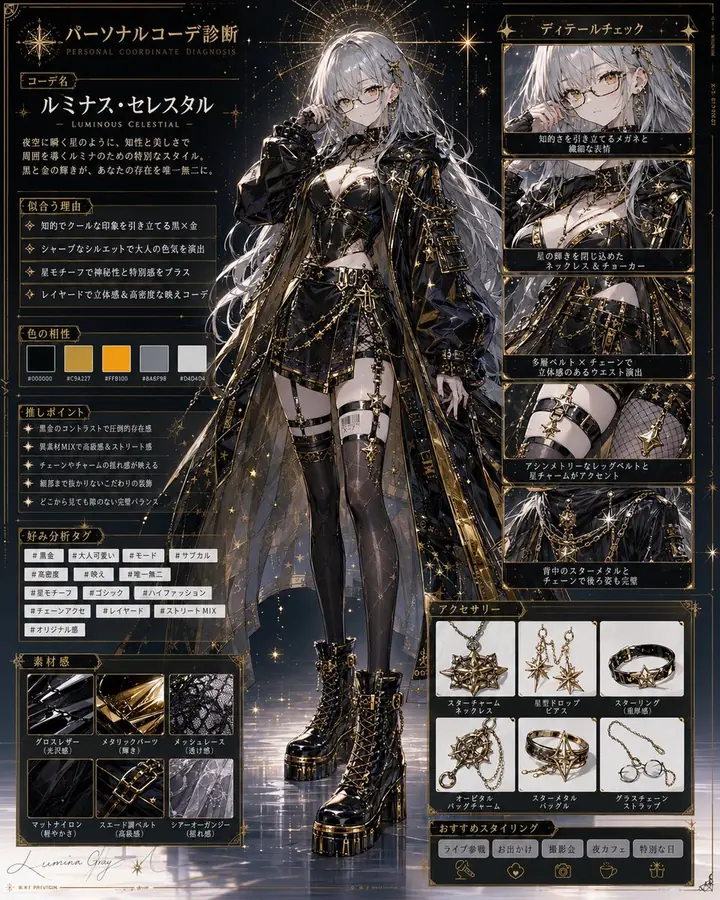 パーソナルコーデ診断
PERSONAL COORDINATE DIAGNOSIS
コーデ名
ルミナス・セレスタル
LUMINOUS CELESTIAL
夜空に瞬く星のように、知性と美しさで
周囲を導くルミナのための特別なスタイル。
黒と金の輝きが、あなたの存在を唯一無二に。
似合う理由
知的でクールな印象を引き立てる黒×金
シャープなシルエットで大人の色気を演出
星モチーフで神秘性と特別感をプラス
レイヤードで立体感&高密度な映えコーデ
色の相性
#000000
#C9A227
#FFB100
#8A6F98
#D4D4D4
推しポイント
黒金のコントラストで圧倒的存在感
異素材MIXで高級感&ストリート感
チェーンやチャームの揺れ感が映える
細部まで抜かりないこだわりの装飾
どこから見ても隙のない完璧バランス
好み分析タグ
#黒金
#大人可愛い
#モード
#サブカル
#高密度
#映え
#唯一無二
#星モチーフ
#ゴシック
#ハイファッション
#チェーンアクセ
#レイヤード
#ストリートMIX
#オリジナル感
素材感
グロスレザー
(光沢感)
メタリックパーツ
(輝き)
メッシュレース
(透け感)
マットナイロン
(軽やかさ)
スエード調ベルト
(高級感)
シアーオーガンジー
(揺れ感)
Lumina Gray
ディテールチェック
知的さを引き立てるメガネと
繊細な表情
星の輝きを閉じ込めた
ネックレス&チョーカー
多層ベルト×チェーンで
立体感のあるウエスト演出
アシンメトリーなレッグベルトと
星チャームがアクセント
背中のスターメタルと
チェーンで後ろ姿も完璧
アクセサリー
スターチャーム
ネックレス
星型ドロップ
ピアス
スターリング
(重厚感)
オービタル
バッグチャーム
スターメタル
バングル
グラスチェーン
ストラップ
おすすめスタイリング
ライブ参戦
お出かけ
撮影会
夜カフェ
特別な日